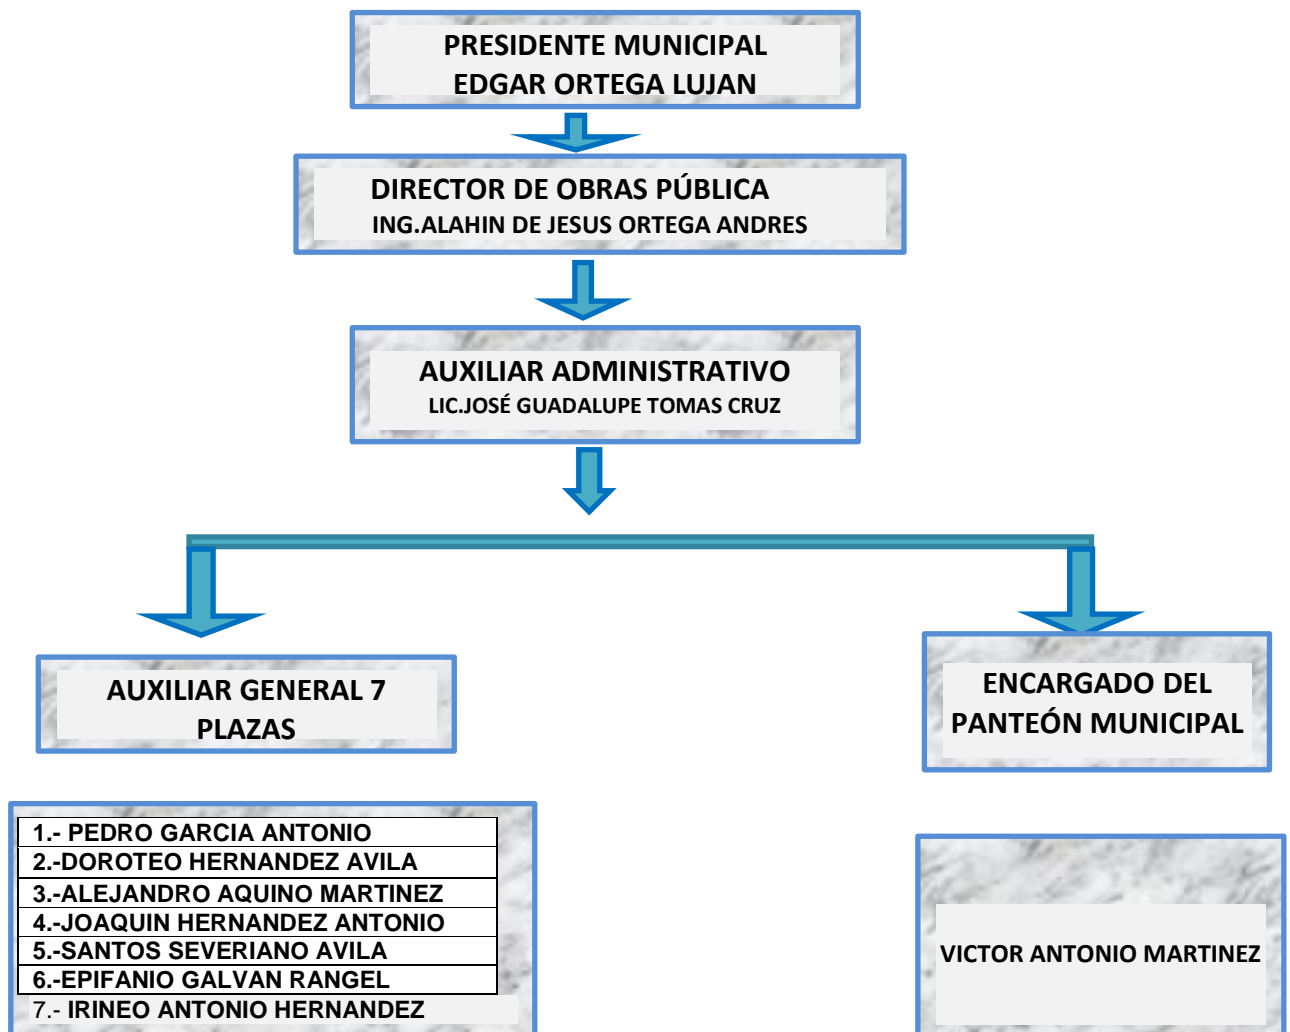 PRESIDENTE MUNICIPAL
EDGAR ORTEGA LUJAN
DIRECTOR DE OBRAS PÚBLICA
ING.ALAHIN DE JESUS ORTEGA ANDRES
AUXILIAR ADMINISTRATIVO
LIC.JOSÉ GUADALUPE TOMAS CRUZ
AUXILIAR GENERAL 7
PLAZAS
1.- PEDRO GARCIA ANTONIO
2.-DOROTEO HERNANDEZ AVILA
3.-ALEJANDRO AQUINO MARTINEZ
4.-JOAQUIN HERNANDEZ ANTONIO
5.-SANTOS SEVERIANO AVILA
6.-EPIFANIO GALVAN RANGEL
7.- IRINEO ANTONIO HERNANDEZ
ENCARGADO DEL
PANTEÓN MUNICIPAL
VICTOR ANTONIO MARTINEZ